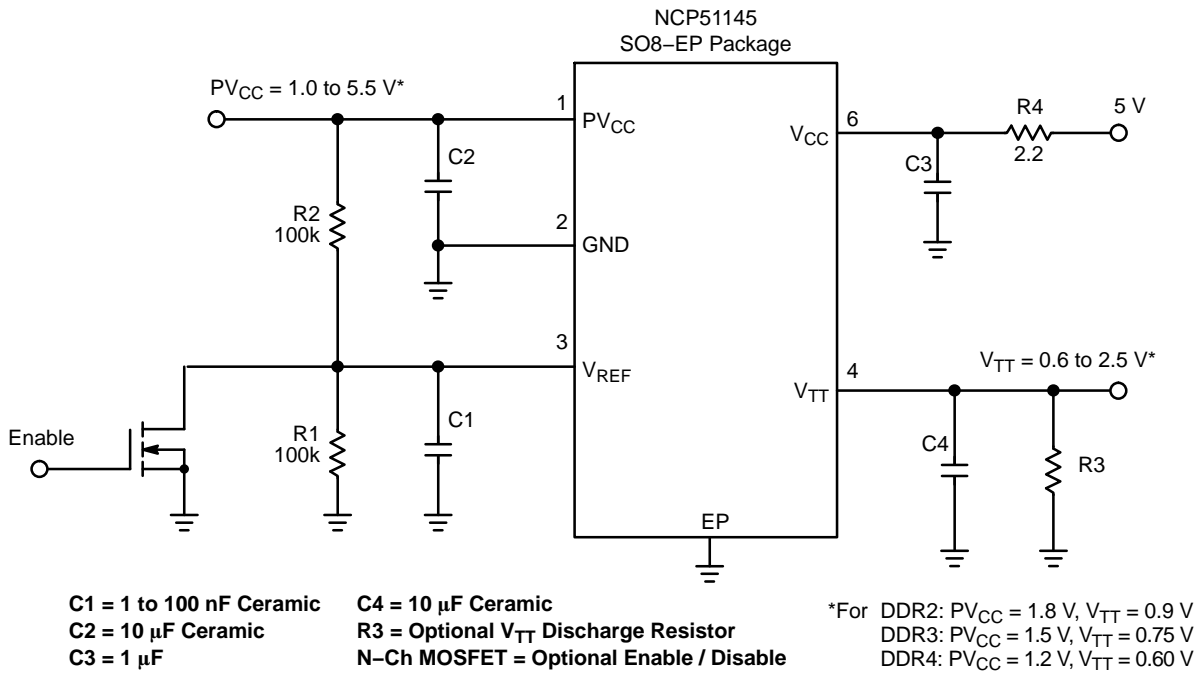 NCP51145
SO8−EP Package
PVCC = 1.0 to 5.5 V*
1
PVCC
6
VCC
R4
2.2
5 V
C2
C3
R2
100k
2
GND
3
VREF
4
VTT
VTT = 0.6 to 2.5 V*
Enable
R1
100k
C1
C4
R3
EP
C1 = 1 to 100 nF Ceramic
C2 = 10 μF Ceramic
C3 = 1 μF
C4 = 10 μF Ceramic
R3 = Optional VTT Discharge Resistor
N−Ch MOSFET = Optional Enable / Disable
*For DDR2: PVCC = 1.8 V, VTT = 0.9 V
DDR3: PVCC = 1.5 V, VTT = 0.75 V
DDR4: PVCC = 1.2 V, VTT = 0.60 V